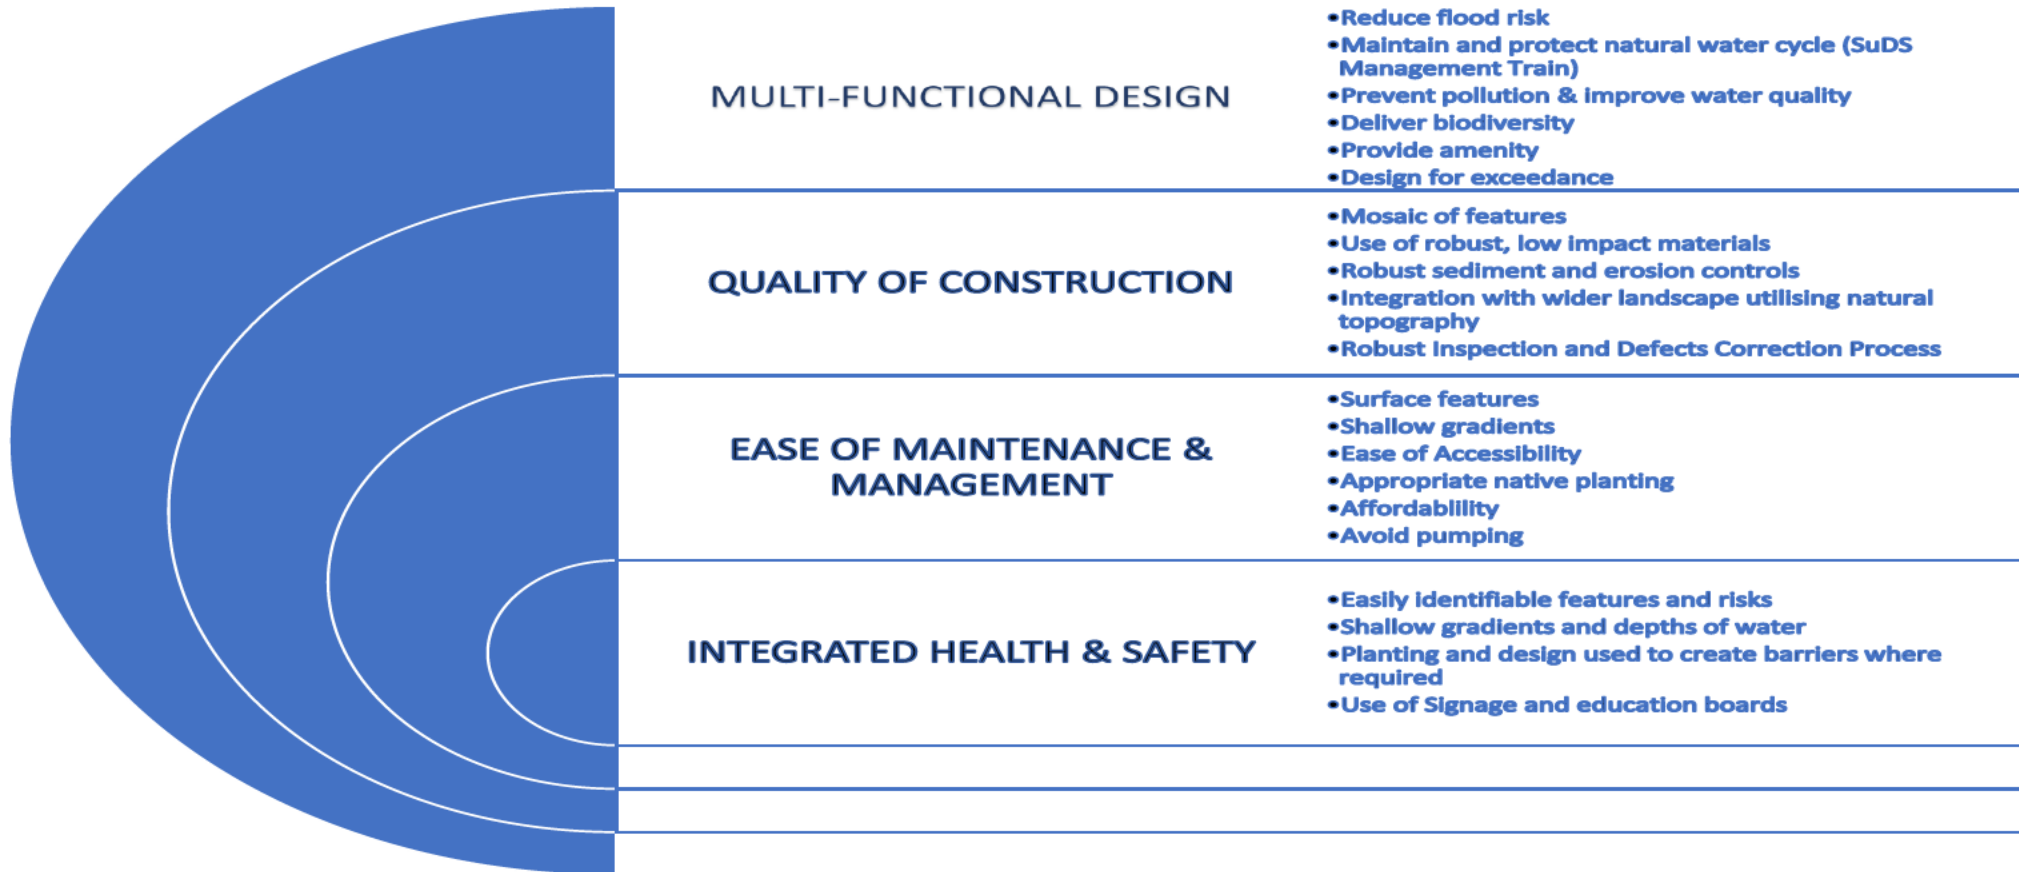 MULTI-FUNCTIONAL DESIGN
•Reduce flood risk
•Maintain and protect natural water cycle (SuDS
Management Train)
•Prevent pollution & improve water quality
•Deliver biodiversity
•Provide amenity
•Design for exceedance
QUALITY OF CONSTRUCTION
•Mosaic of features
•Use of robust, low impact materials
•Robust sediment and erosion controls
•Integration with wider landscape utilising natural
topography
•Robust Inspection and Defects Correction Process
EASE OF MAINTENANCE &
MANAGEMENT
•Surface features
•Shallow gradients
•Ease of Accessibility
•Appropriate native planting
•Affordablility
•Avoid pumping
INTEGRATED HEALTH & SAFETY
•Easily identifiable features and risks
•Shallow gradients and depths of water
•Planting and design used to create barriers where
required
•Use of Signage and education boards